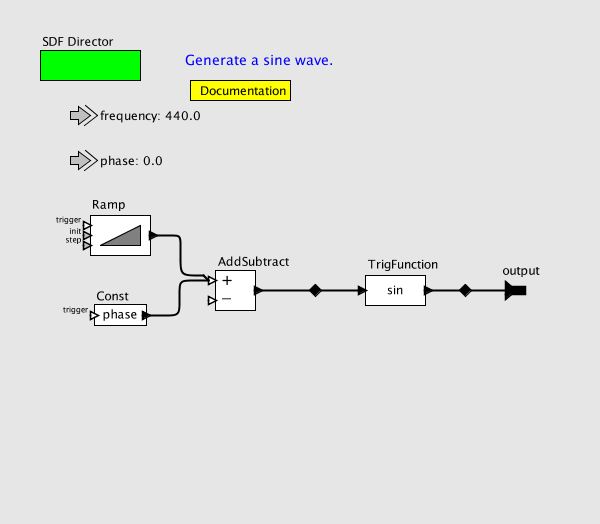 SDF Director
Generate a sine wave.
Documentation
frequency: 440.0
phase: 0.0
Ramp
trigger
init
step
Const
trigger
phase
AddSubtract
+
−
TrigFunction
sin
output